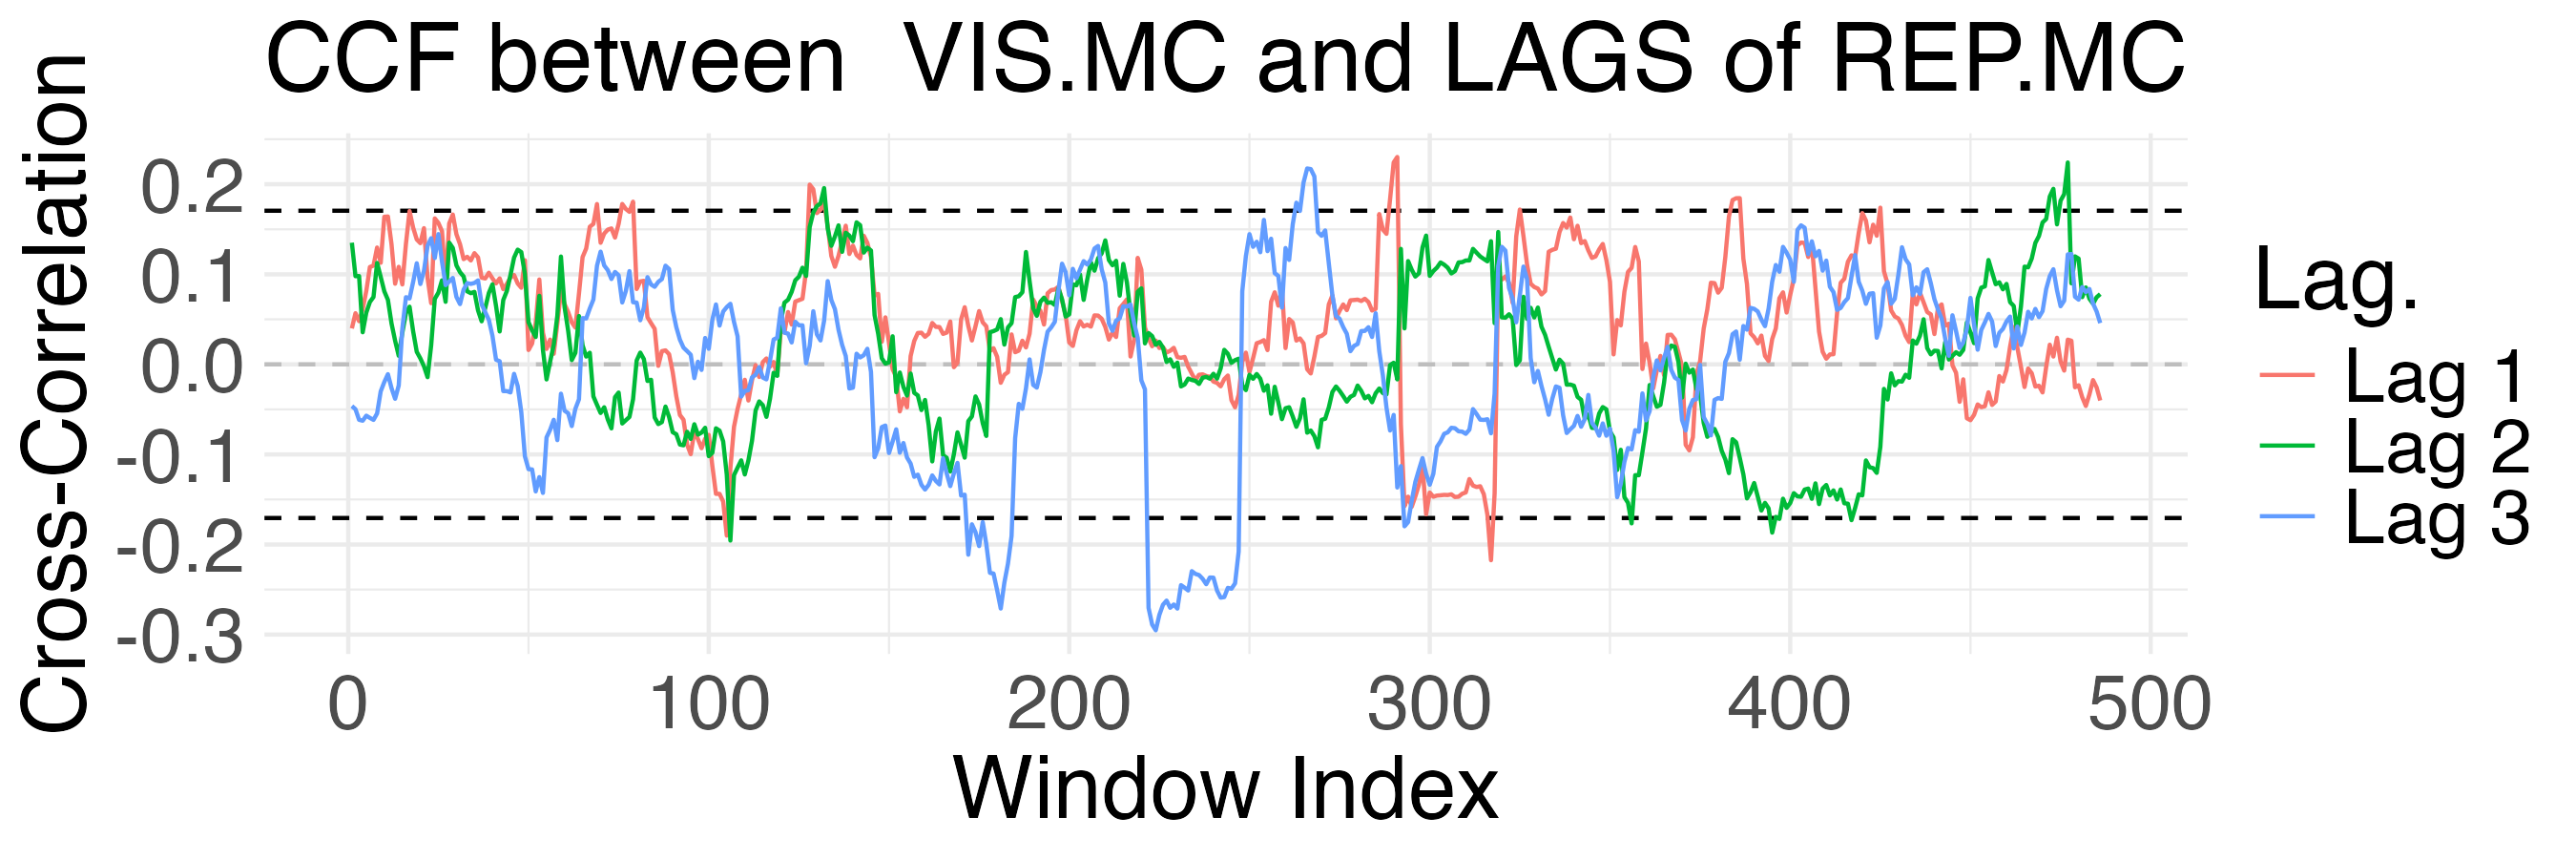 CCF between  VIS.MC and LAGS of REP.MC
Cross-Correlation
0.2
0.1
0.0
-0.1
-0.2
-0.3
0 100 200 300 400 500
Window Index
Lag.
Lag 1
Lag 2
Lag 3